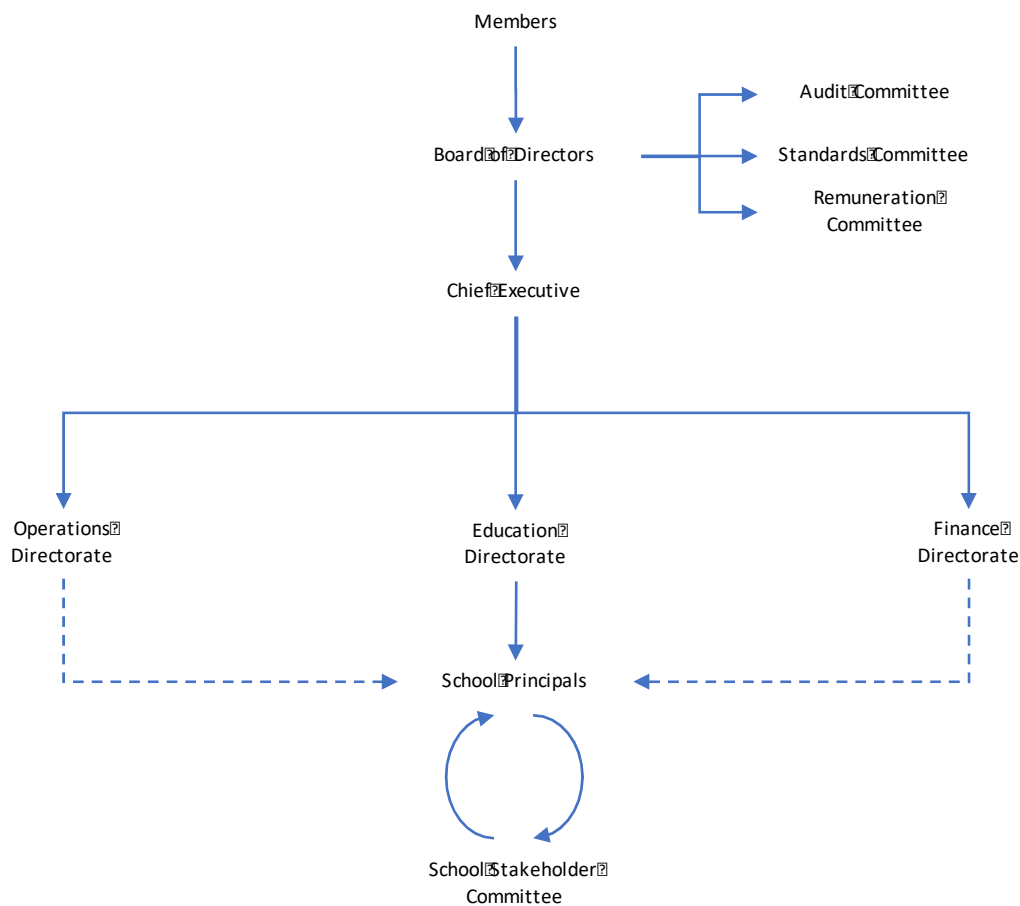 Members
Audit Committee
Board of Directors
Standards Committee
Remuneration
Committee
Chief Executive
Operations
Directorate
Education
Directorate
Finance
Directorate
School Principals
School Stakeholder
Committee